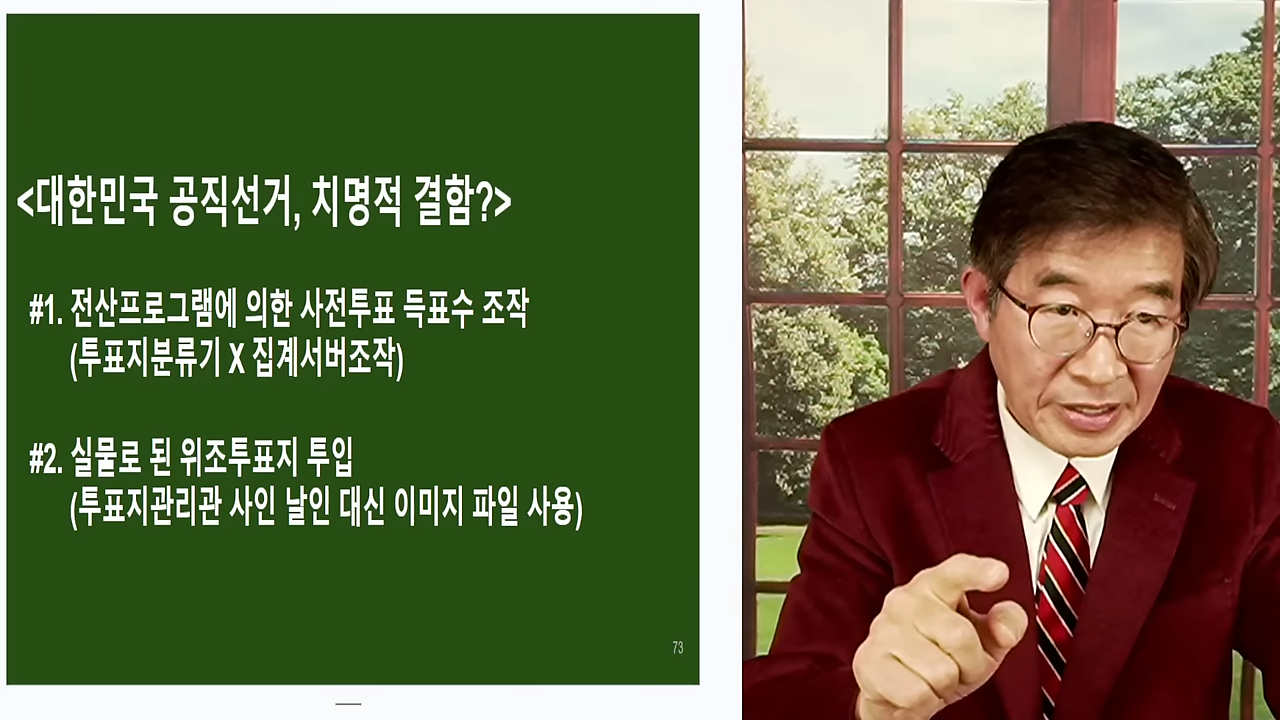 <대한민국 공직선거, 치명적 결함?>
#1. 전산프로그램에 의한 사전투표 득표수 조작
(투표지분류기 X 집계서버조작)
#2. 실물로 된 위조투표지 투입
(투표지관리관 사인 날인 대신 이미지 파일 사용)
73